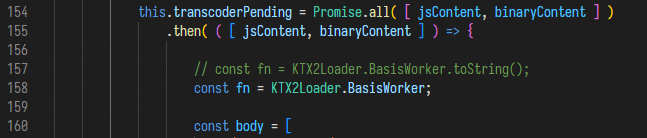 154 this.transcoderPending = Promise.all( [ jsContent, binaryContent ] )
155 .then( ( [ jsContent, binaryContent ] ) => {
156
157 // const fn = KTX2Loader.BasisWorker.toString();
158 const fn = KTX2Loader.BasisWorker;
159
160 const body = [